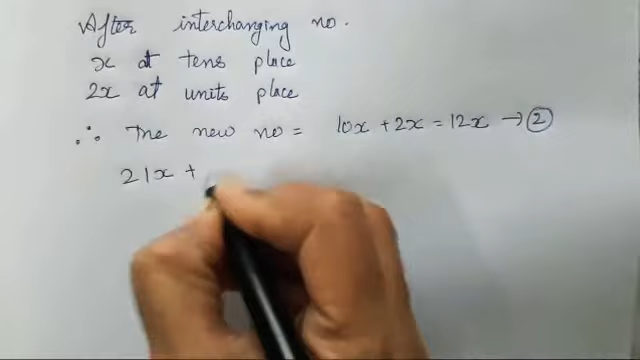 After interchanging no.
x at tens place
2x at units place
∴ The new no = 10x + 2x = 12x → ②
21x +